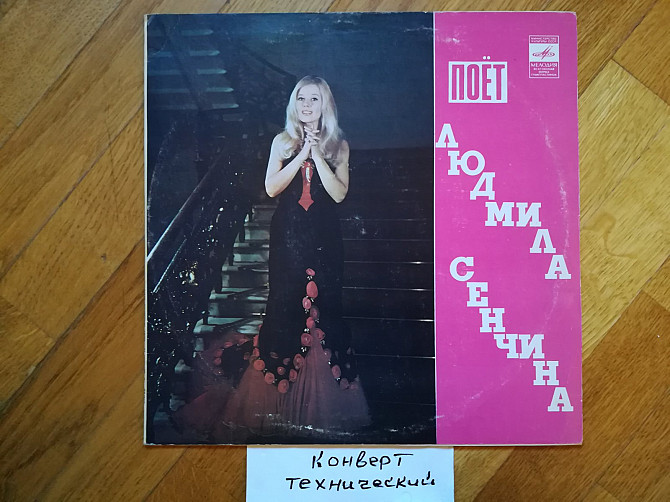 МЕЛОДИЯ
ПОЁТ
ЛЮДМИЛА
СЕНЧИНА
Конверт
технический